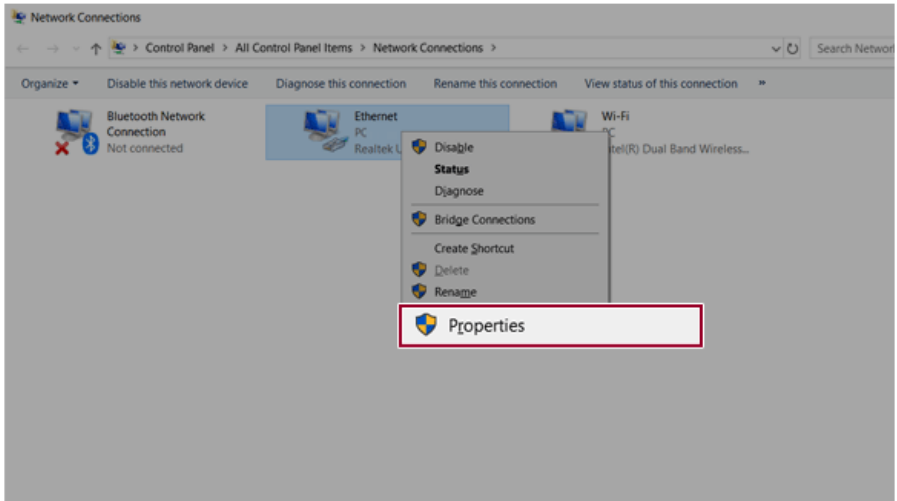 Network Connections
Control Panel > All Control Panel Items > Network Connections >
Search Networ
Organize Disable this network device Diagnose this connection Rename this connection View status of this connection »
Bluetooth Network
Connection
Not connected
Ethernet
PC
Realtek U
Wi-Fi
PC
tel(R) Dual Band Wireless...
Disable
Status
Diagnose
Bridge Connections
Create Shortcut
Delete
Rename
Properties